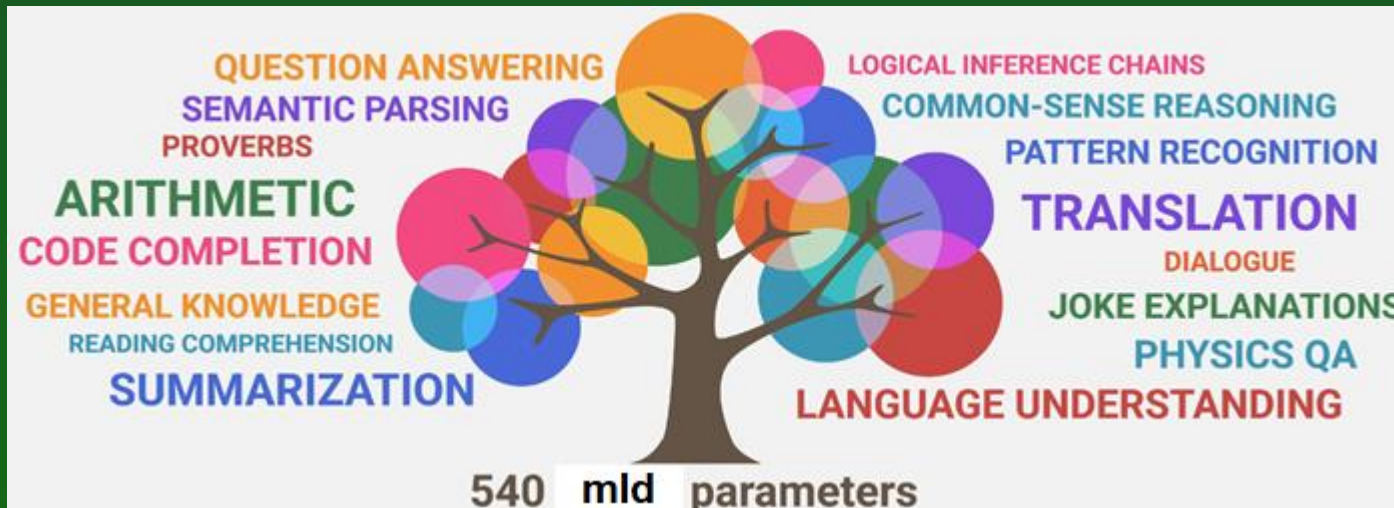 QUESTION ANSWERING
SEMANTIC PARSING
PROVERBS
ARITHMETIC
CODE COMPLETION
GENERAL KNOWLEDGE
READING COMPREHENSION
SUMMARIZATION
LOGICAL INFERENCE CHAINS
COMMON-SENSE REASONING
PATTERN RECOGNITION
TRANSLATION
DIALOGUE
JOKE EXPLANATIONS
PHYSICS QA
LANGUAGE UNDERSTANDING
540 mld parameters